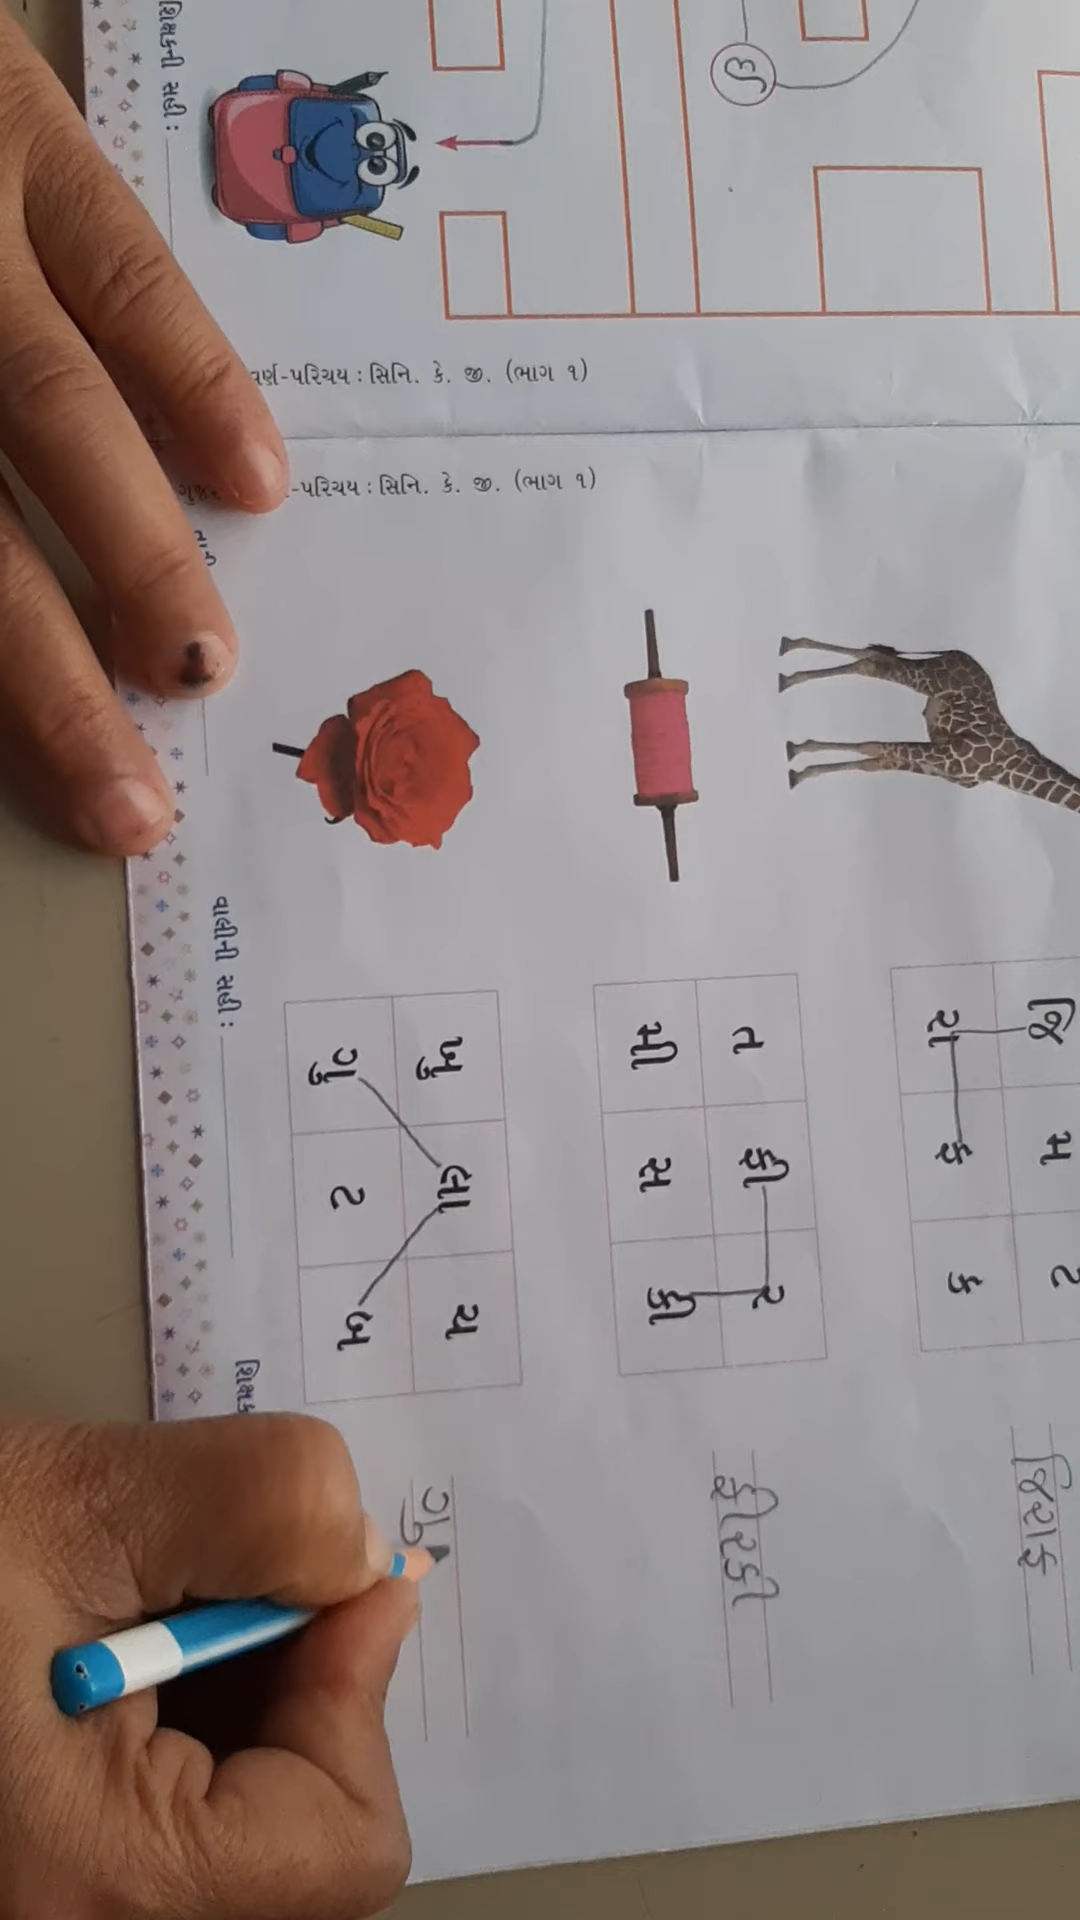 ઈ
શિક્ષકની સહી :
વર્ણ-પરિચય : સિનિ. કે. જી. (ભાગ ૧)
-પરિચય : સિનિ. કે. જી. (ભાગ ૧)
જિ મ ટ
રા ફ ક
જિરાફ
ત ફી ર
મી સ કી
ફીરકી
ખુ લા ય
ગુ ટ બ
ગુ
વાલીની સહી :